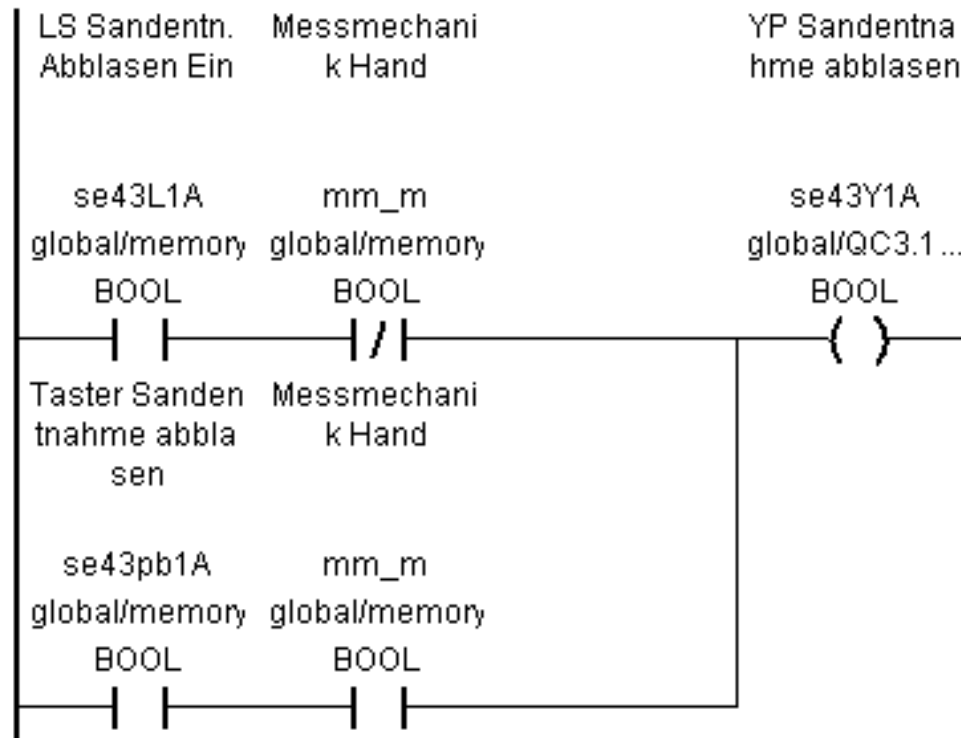 LS Sandentn. Messmechani YP Sandentna
Abblasen Ein k Hand hme abblasen
se43L1A mm_m se43Y1A
global/memory global/memory global/QC3.1 ...
BOOL BOOL BOOL
Taster Sanden Messmechani
tnahme abbla k Hand
sen
se43pb1A mm_m
global/memory global/memory
BOOL BOOL